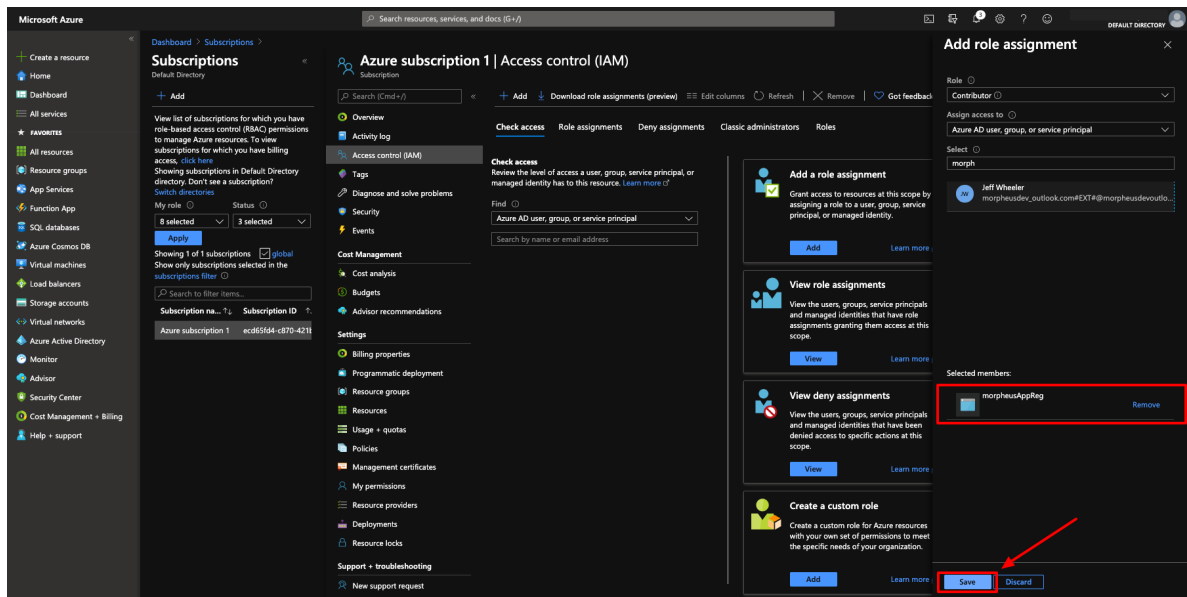 Microsoft Azure
Search resources, services, and docs (G+/)
3
DEFAULT DIRECTORY
Create a resource
Home
Dashboard
All services
FAVORITES
All resources
Resource groups
App Services
Function App
SQL databases
Azure Cosmos DB
Virtual machines
Load balancers
Storage accounts
Virtual networks
Azure Active Directory
Monitor
Advisor
Security Center
Cost Management + Billing
Help + support
Dashboard > Subscriptions >
Subscriptions
Default Directory
Add
View list of subscriptions for which you have
role-based access control (RBAC) permissions
to manage Azure resources. To view
subscriptions for which you have billing
access, click here
Showing subscriptions in Default Directory
directory. Don't see a subscription?
Switch directories
My role
Status
8 selected
3 selected
Apply
Showing 1 of 1 subscriptions global
Show only subscriptions selected in the
subscriptions filter
Search to filter items...
Subscription na... Subscription ID
Azure subscription 1 ecd65fd4-c870-421b
Azure subscription 1 | Access control (IAM)
Subscription
Search (Cmd+/)
Overview
Activity log
Access control (IAM)
Tags
Diagnose and solve problems
Security
Events
Cost Management
Cost analysis
Budgets
Advisor recommendations
Settings
Billing properties
Programmatic deployment
Resource groups
Resources
Usage + quotas
Policies
Management certificates
My permissions
Resource providers
Deployments
Resource locks
Support + troubleshooting
New support request
Add Download role assignments (preview) Edit columns Refresh Remove Got feedback
Check access Role assignments Deny assignments Classic administrators Roles
Check access
Review the level of access a user, group, service principal, or
managed identity has to this resource. Learn more
Find
Azure AD user, group, or service principal
Search by name or email address
Add a role assignment
Grant access to resources at this scope by
assigning a role to a user, group, service
principal, or managed identity.
Add
Learn more
View role assignments
View the users, groups, service principals
and managed identities that have role
assignments granting them access at this
scope.
View
Learn more
View deny assignments
View the users, groups, service principals
and managed identities that have been
denied access to specific actions at this
scope.
View
Learn more
Create a custom role
Create a custom role for Azure resources
with your own set of permissions to meet
the specific needs of your organization.
Add
Learn more
Add role assignment
Role
Contributor
Assign access to
Azure AD user, group, or service principal
Select
morph
JW
Jeff Wheeler
morpheusdev_outlook.com#EXT#@morpheusdevoutlo...
Selected members:
morpheusAppReg
Remove
Save
Discard